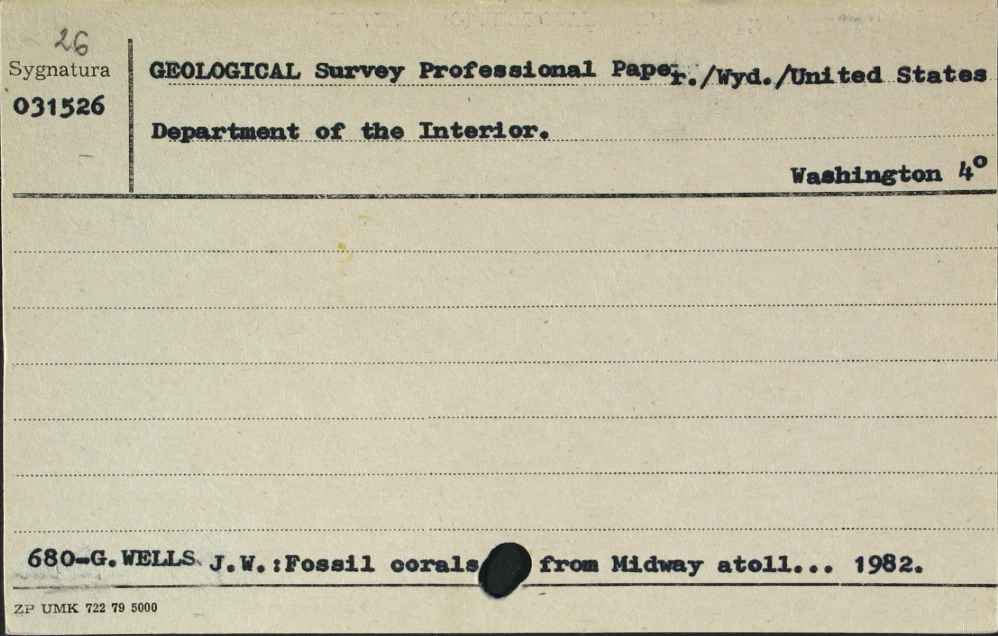 26
Sygnatura
031526
GEOLOGICAL Survey Professional Paper./Wyd./United States
Department of the Interior.
Washington 4°
680-G. WELLS J.W.:Fossil corals from Midway atoll... 1982.
ZP UMK 722 79 5000